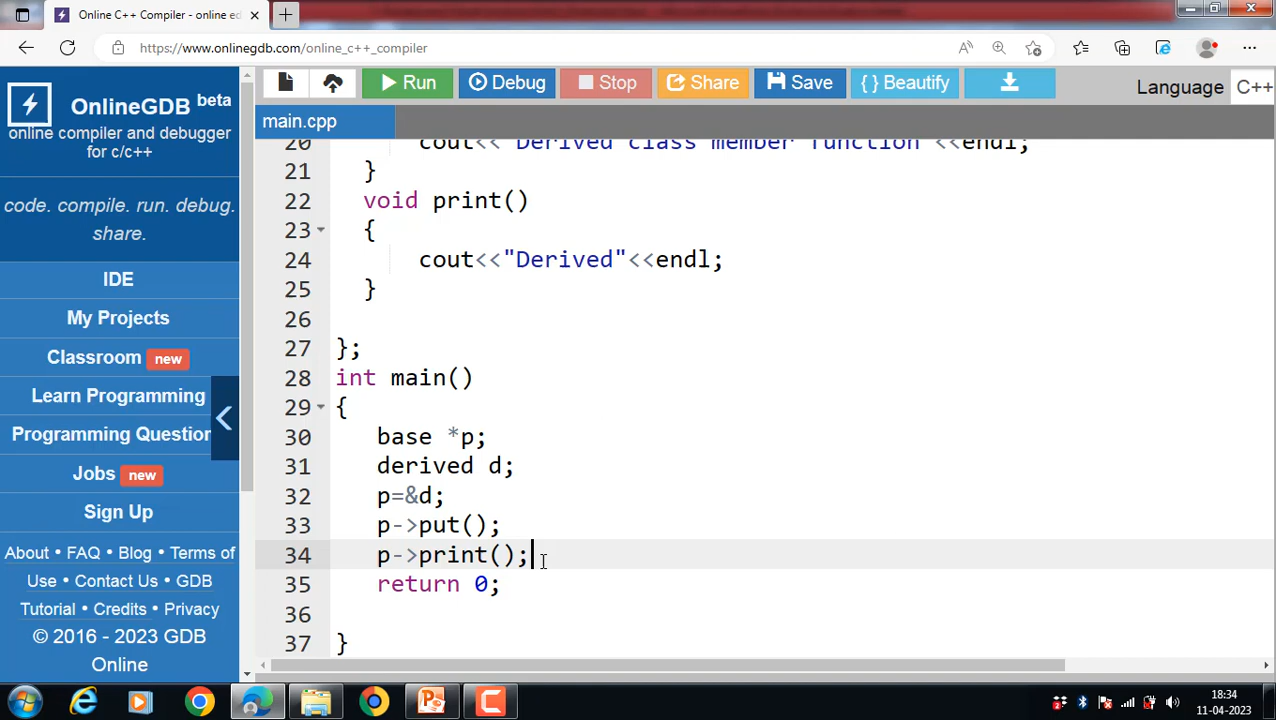 Online C++ Compiler - online ed
https://www.onlinegdb.com/online_c++_compiler
OnlineGDB beta
online compiler and debugger
for c/c++
code. compile. run. debug.
share.
IDE
My Projects
Classroom new
Learn Programming
Programming Question
Jobs new
Sign Up
About • FAQ • Blog • Terms of
Use • Contact Us • GDB
Tutorial • Credits • Privacy
© 2016 - 2023 GDB
Online
Run Debug Stop Share Save { } Beautify Language C++
main.cpp
20 cout<<"Derived class member function"<<endl;
21 }
22 void print()
23 {
24 cout<<"Derived"<<endl;
25 }
26
27 };
28 int main()
29 {
30 base *p;
31 derived d;
32 p=&d;
33 p->put();
34 p->print();
35 return 0;
36
37 }
18:34
11-04-2023